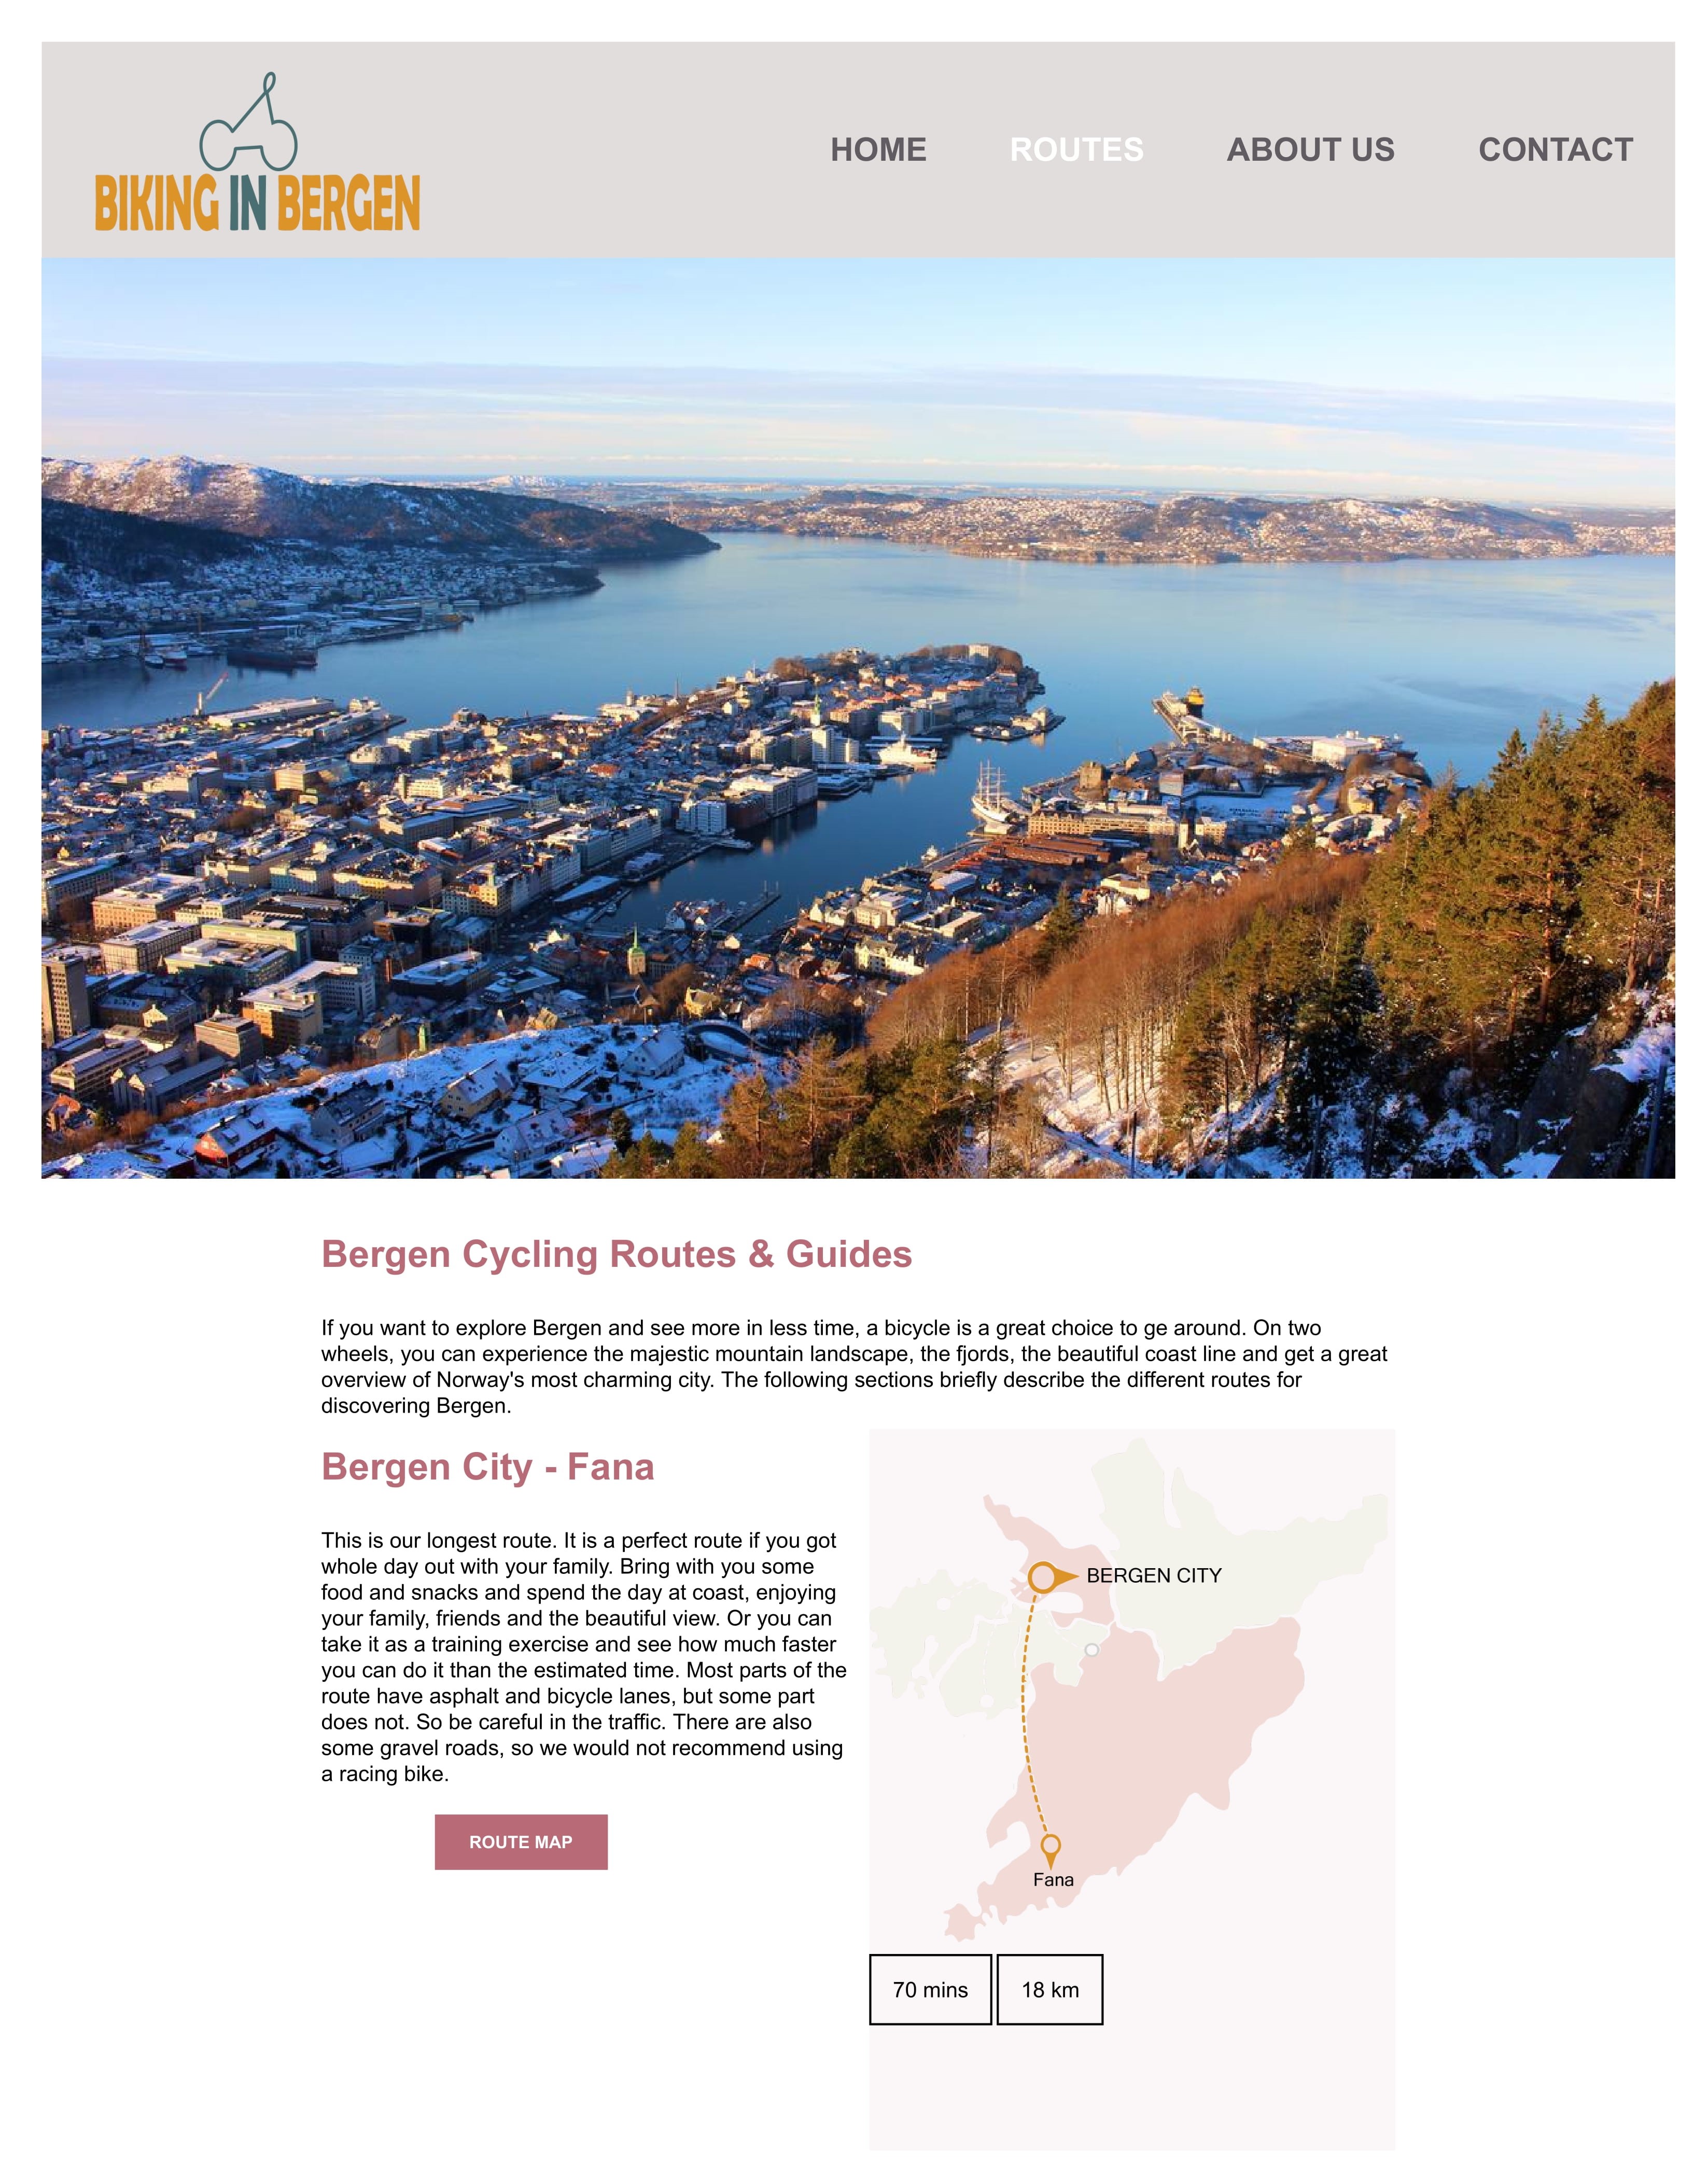 BIKING IN BERGEN
HOME ROUTES ABOUT US CONTACT
Bergen Cycling Routes & Guides
If you want to explore Bergen and see more in less time, a bicycle is a great choice to ge around. On two
wheels, you can experience the majestic mountain landscape, the fjords, the beautiful coast line and get a great
overview of Norway's most charming city. The following sections briefly describe the different routes for
discovering Bergen.
Bergen City - Fana
This is our longest route. It is a perfect route if you got
whole day out with your family. Bring with you some
food and snacks and spend the day at coast, enjoying
your family, friends and the beautiful view. Or you can
take it as a training exercise and see how much faster
you can do it than the estimated time. Most parts of the
route have asphalt and bicycle lanes, but some part
does not. So be careful in the traffic. There are also
some gravel roads, so we would not recommend using
a racing bike.
ROUTE MAP
BERGEN CITY
Fana
70 mins
18 km